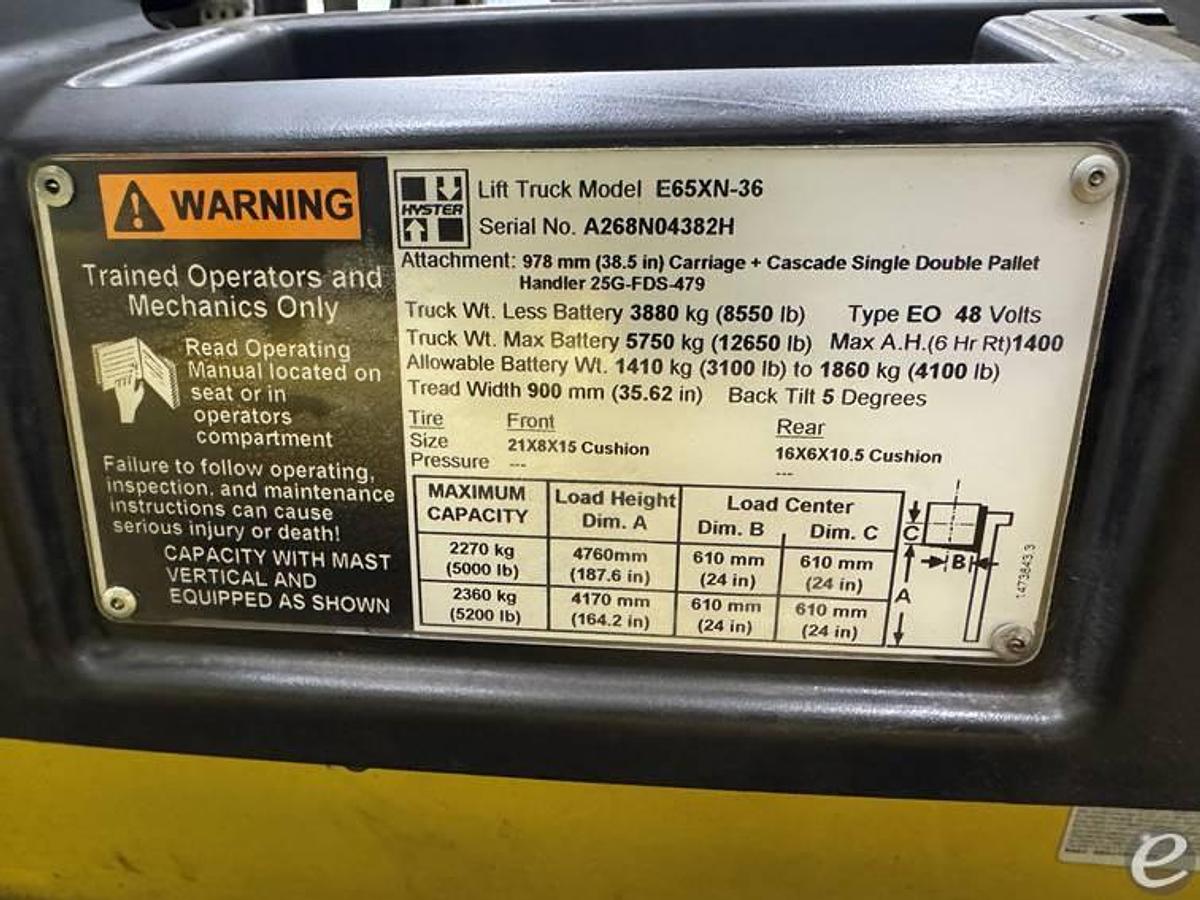 WARNING
Trained Operators and
Mechanics Only
Read Operating
Manual located on
seat or in
operators
compartment
Failure to follow operating,
inspection, and maintenance
instructions can cause
serious injury or death!
CAPACITY WITH MAST
VERTICAL AND
EQUIPPED AS SHOWN
HYSTER
Lift Truck Model E65XN-36
Serial No. A268N04382H
Attachment: 978 mm (38.5 in) Carriage + Cascade Single Double Pallet
Handler 25G-FDS-479
Truck Wt. Less Battery 3880 kg (8550 lb) Type EO 48 Volts
Truck Wt. Max Battery 5750 kg (12650 lb) Max A.H.(6 Hr Rt)1400
Allowable Battery Wt. 1410 kg (3100 lb) to 1860 kg (4100 lb)
Tread Width 900 mm (35.62 in) Back Tilt 5 Degrees
Tire Front Rear
Size 21X8X15 Cushion 16X6X10.5 Cushion
Pressure --- ---
MAXIMUM CAPACITY Load Height Dim. A Load Center Dim. B Dim. C
2270 kg 4760mm 610 mm 610 mm
(5000 lb) (187.6 in) (24 in) (24 in)
2360 kg 4170 mm 610 mm 610 mm
(5200 lb) (164.2 in) (24 in) (24 in)
C
B
A
1473643.3
e